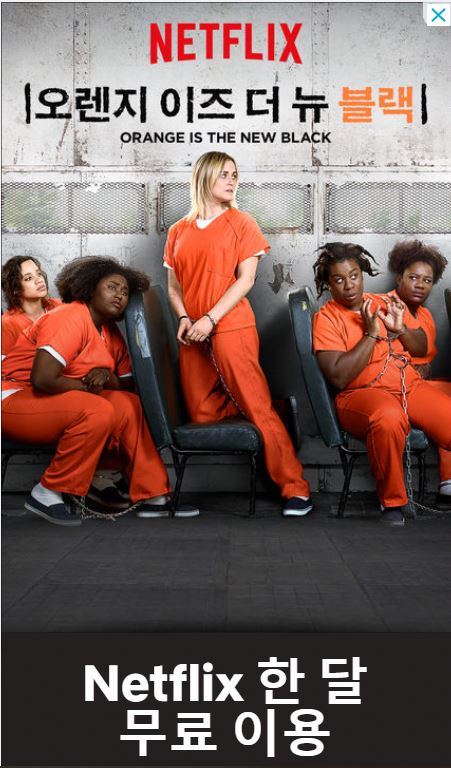 NETFLIX
|오렌지 이즈 더 뉴 블랙|
ORANGE IS THE NEW BLACK
Netflix 한 달
무료 이용